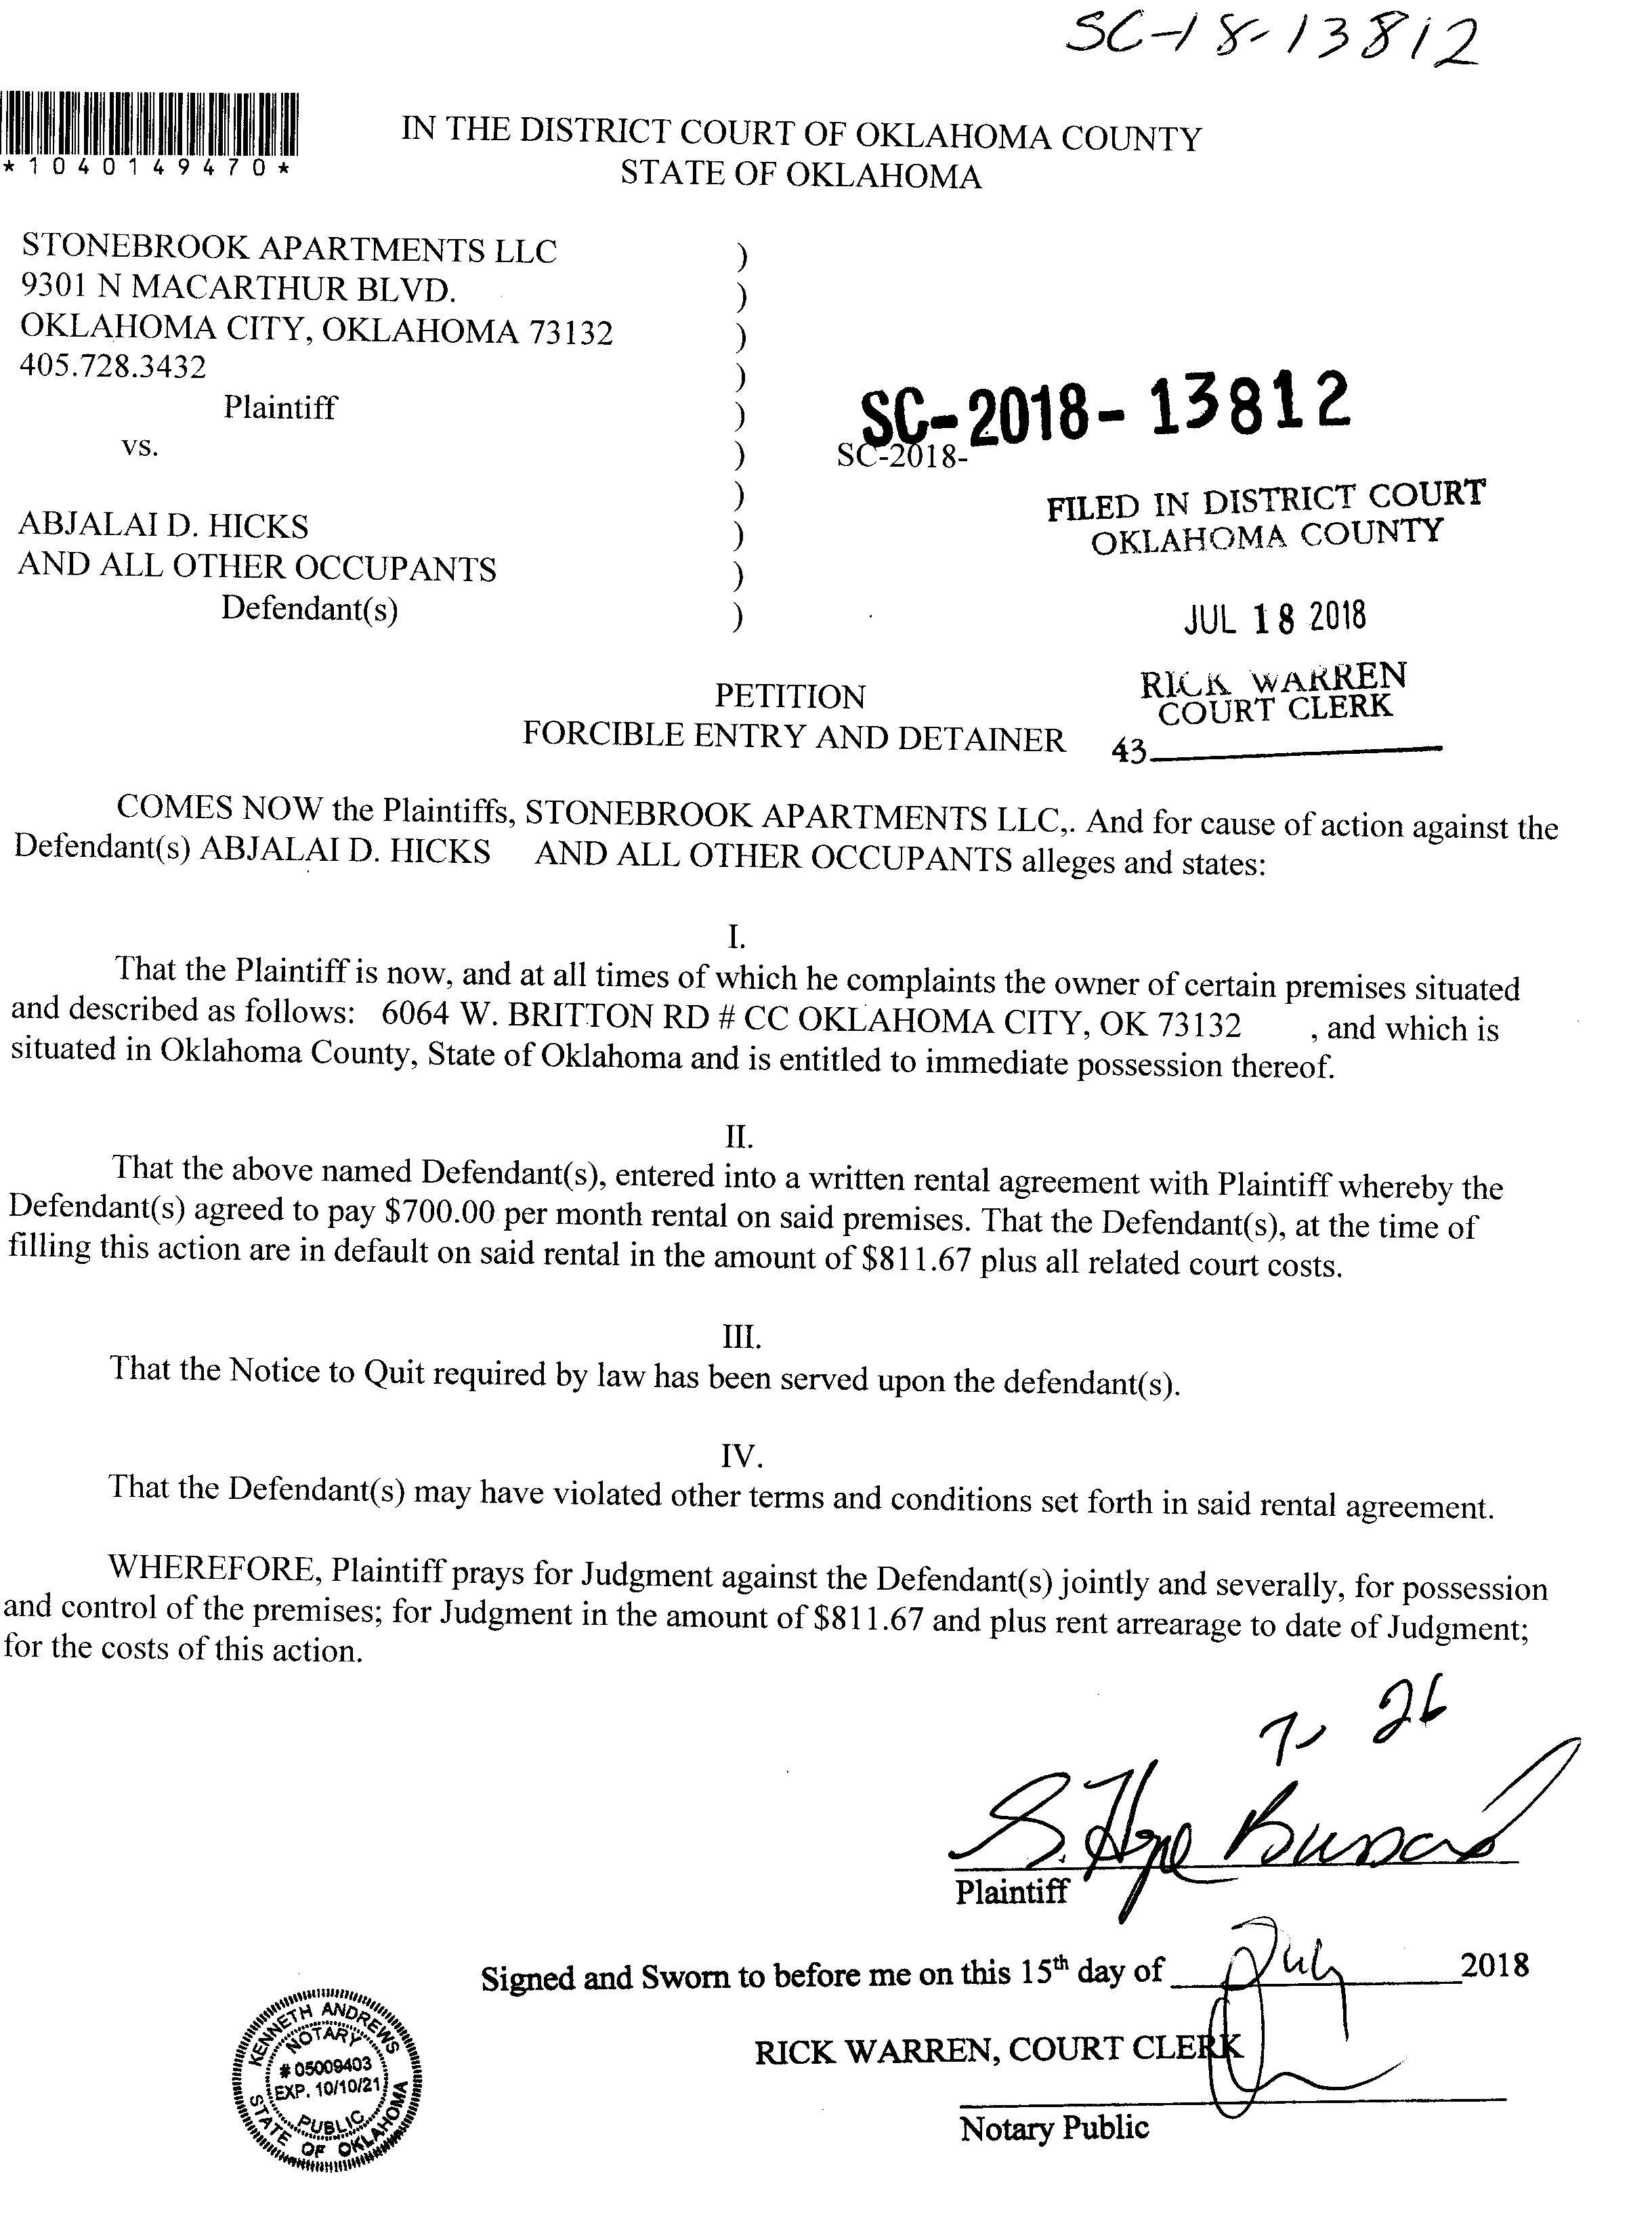 SC-18-13812
*1040149470*
IN THE DISTRICT COURT OF OKLAHOMA COUNTY
STATE OF OKLAHOMA
STONEBROOK APARTMENTS LLC )
9301 N MACARTHUR BLVD. )
OKLAHOMA CITY, OKLAHOMA 73132 )
405.728.3432 )
Plaintiff )
vs. )
)
ABJALAI D. HICKS )
AND ALL OTHER OCCUPANTS )
Defendant(s) )
SC-2018-13812
SC-2018-
FILED IN DISTRICT COURT
OKLAHOMA COUNTY
JUL 18 2018
RICK WARREN
COURT CLERK
43
PETITION
FORCIBLE ENTRY AND DETAINER
COMES NOW the Plaintiffs, STONEBROOK APARTMENTS LLC,. And for cause of action against the
Defendant(s) ABJALAI D. HICKS AND ALL OTHER OCCUPANTS alleges and states:
I.
That the Plaintiff is now, and at all times of which he complaints the owner of certain premises situated
and described as follows: 6064 W. BRITTON RD # CC OKLAHOMA CITY, OK 73132 , and which is
situated in Oklahoma County, State of Oklahoma and is entitled to immediate possession thereof.
II.
That the above named Defendant(s), entered into a written rental agreement with Plaintiff whereby the
Defendant(s) agreed to pay $700.00 per month rental on said premises. That the Defendant(s), at the time of
filling this action are in default on said rental in the amount of $811.67 plus all related court costs.
III.
That the Notice to Quit required by law has been served upon the defendant(s).
IV.
That the Defendant(s) may have violated other terms and conditions set forth in said rental agreement.
WHEREFORE, Plaintiff prays for Judgment against the Defendant(s) jointly and severally, for possession
and control of the premises; for Judgment in the amount of $811.67 and plus rent arrearage to date of Judgment;
for the costs of this action.
7- 26
S. Hope
Plaintiff
Signed and Sworn to before me on this 15th day of July 2018
RICK WARREN, COURT CLERK
Notary Public
KENNETH ANDREWS
NOTARY
# 05009403
EXP. 10/10/21
PUBLIC
STATE OF OKLAHOMA